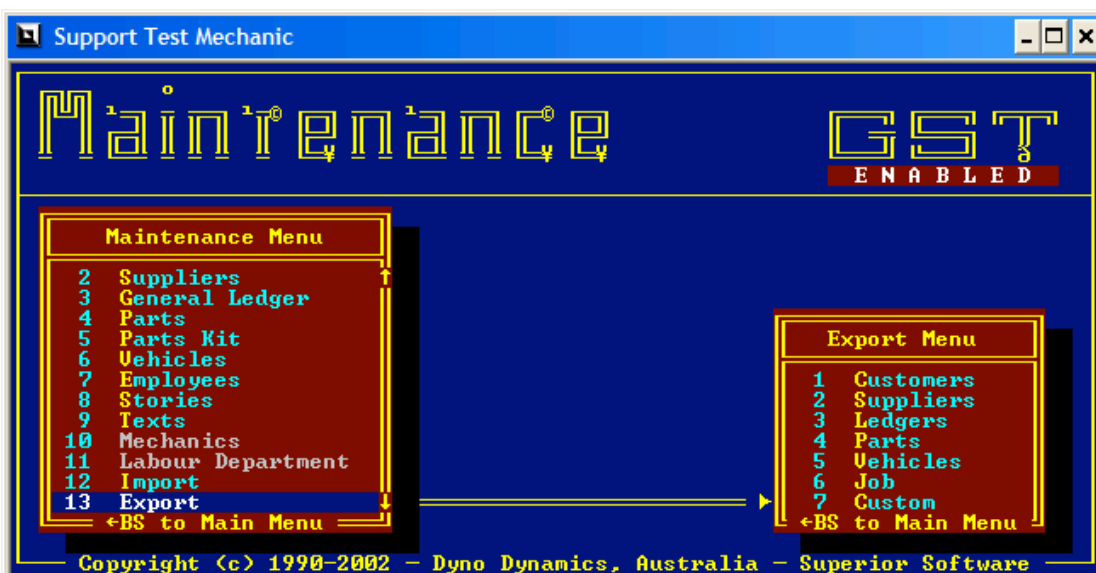 Support Test Mechanic
Maintenance
GST
ENABLED
Maintenance Menu
2 Suppliers
3 General Ledger
4 Parts
5 Parts Kit
6 Vehicles
7 Employees
8 Stories
9 Texts
10 Mechanics
11 Labour Department
12 Import
13 Export
←BS to Main Menu
Export Menu
1 Customers
2 Suppliers
3 Ledgers
4 Parts
5 Vehicles
6 Job
7 Custom
←BS to Main Menu
Copyright (c) 1990-2002 - Dyno Dynamics, Australia - Superior Software